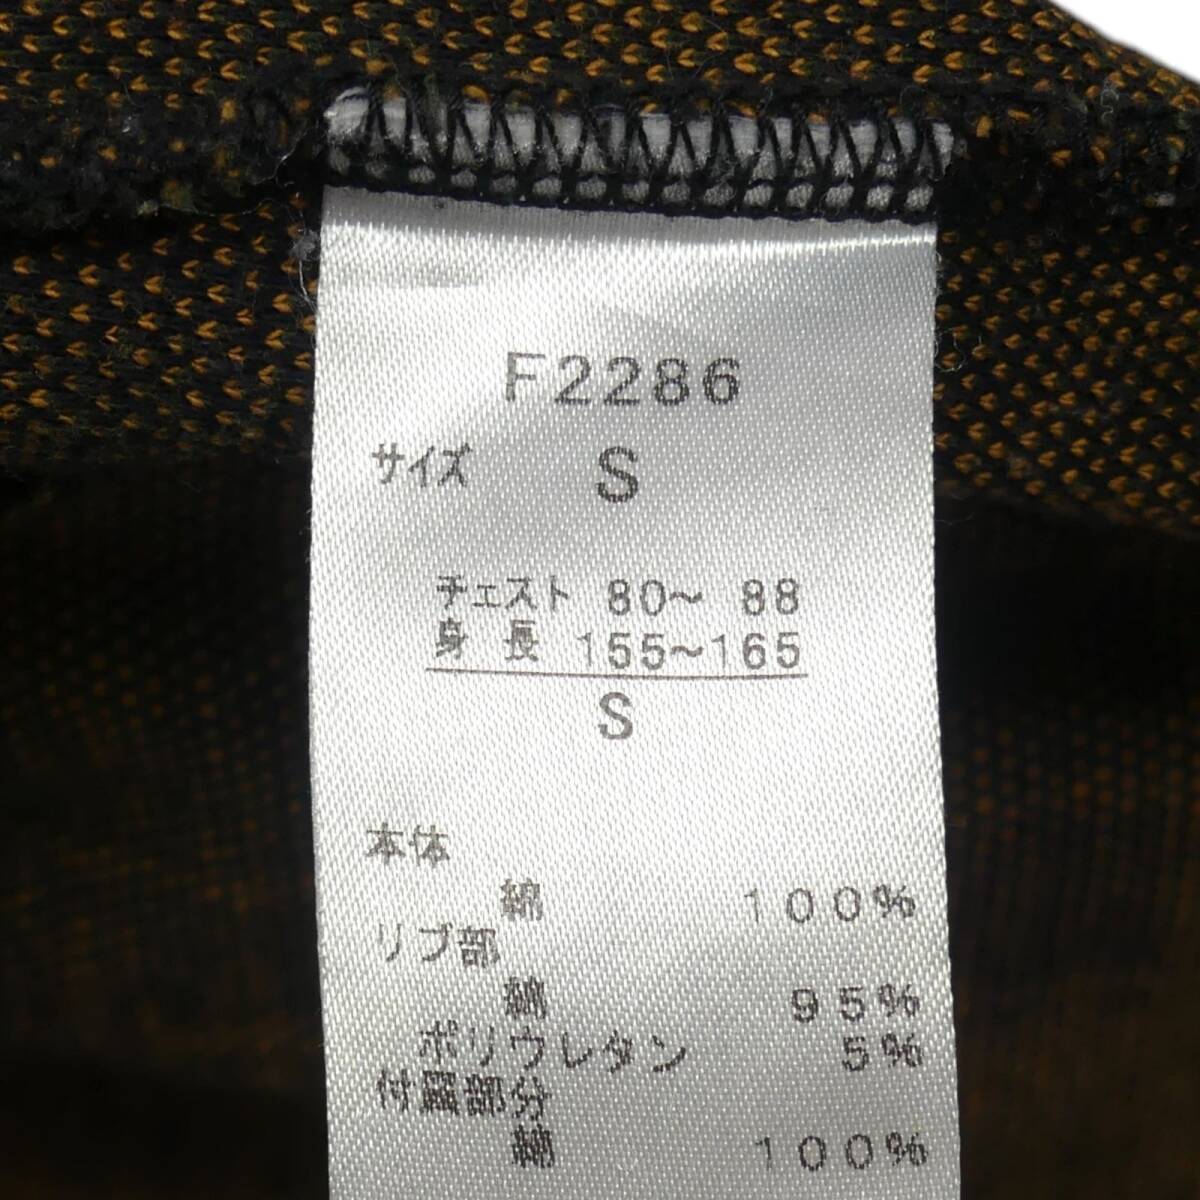 F2286
サイズ S
チェスト 80~ 88
身 長 155~165
S
本体
綿 100%
リブ部
綿 95%
ポリウレタン 5%
付属部分
綿 100%